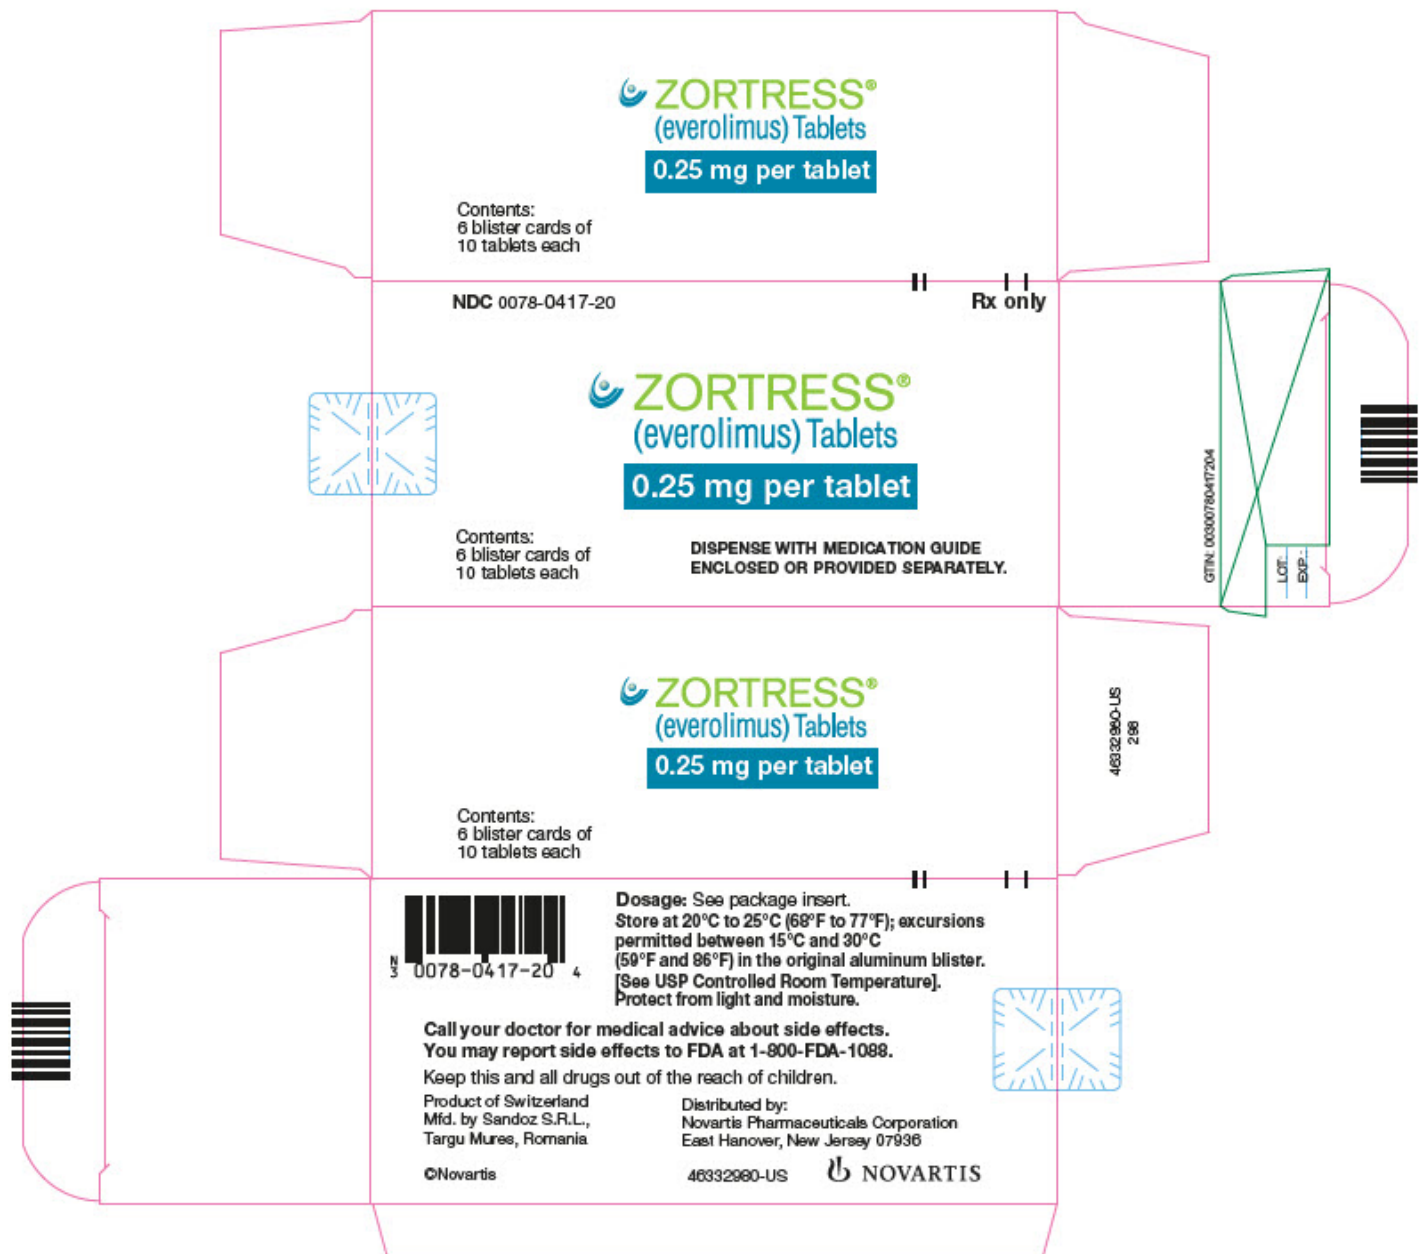 ZORTRESS®
(everolimus) Tablets
0.25 mg per tablet
Contents:
6 blister cards of
10 tablets each
NDC 0078-0417-20
Rx only
ZORTRESS®
(everolimus) Tablets
0.25 mg per tablet
Contents:
6 blister cards of
10 tablets each
DISPENSE WITH MEDICATION GUIDE
ENCLOSED OR PROVIDED SEPARATELY.
GTIN: 00300780417204
LOT:
EXP.:
ZORTRESS®
(everolimus) Tablets
0.25 mg per tablet
Contents:
6 blister cards of
10 tablets each
46332980-US
298
N
3 0078-0417-20 4
Dosage: See package insert.
Store at 20°C to 25°C (68°F to 77°F); excursions
permitted between 15°C and 30°C
(59°F and 86°F) in the original aluminum blister.
[See USP Controlled Room Temperature].
Protect from light and moisture.
Call your doctor for medical advice about side effects.
You may report side effects to FDA at 1-800-FDA-1088.
Keep this and all drugs out of the reach of children.
Product of Switzerland
Mfd. by Sandoz S.R.L.,
Targu Mures, Romania
Distributed by:
Novartis Pharmaceuticals Corporation
East Hanover, New Jersey 07936
©Novartis
46332980-US
NOVARTIS